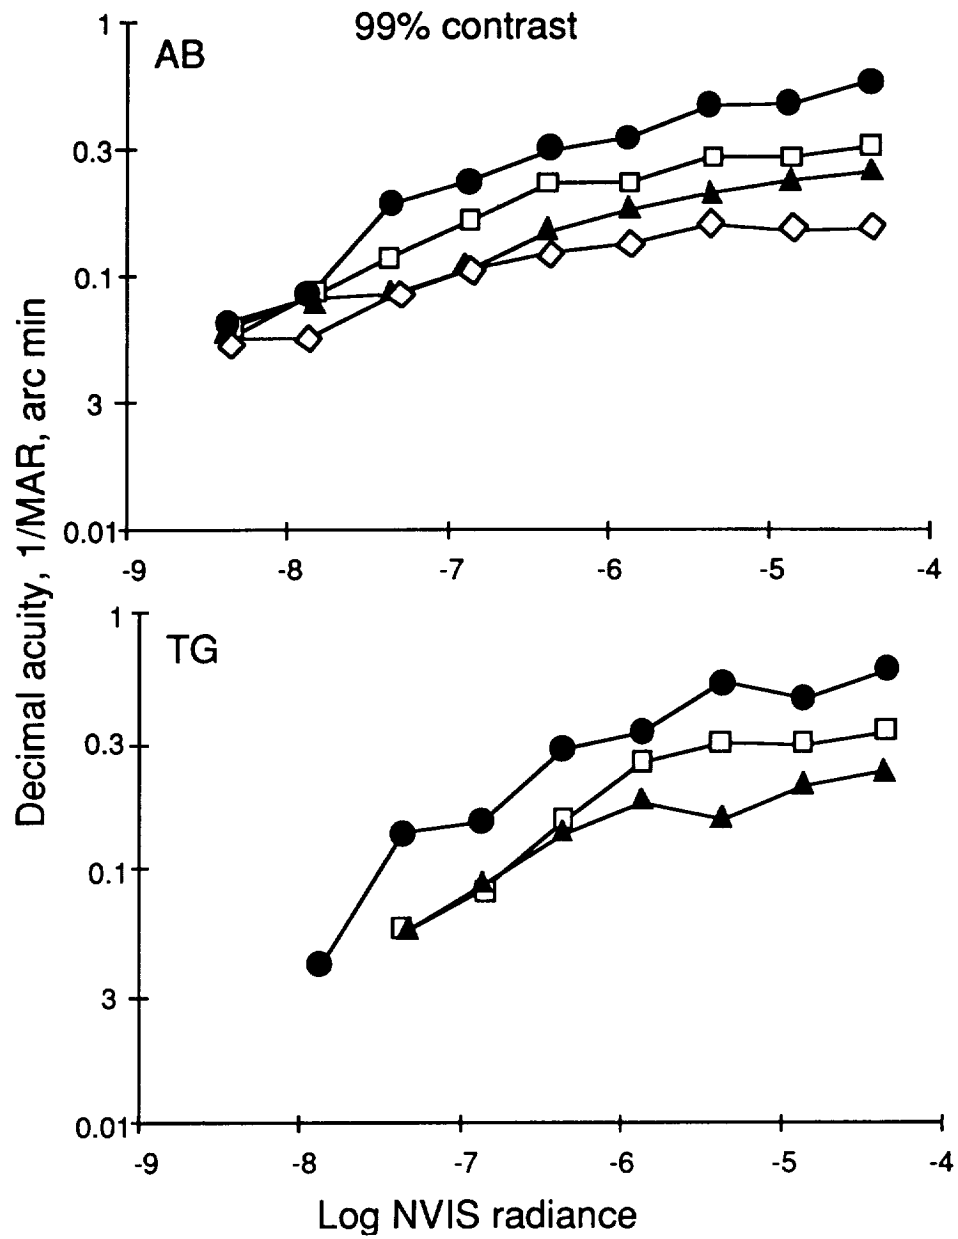 99% contrast
AB
1
0.3
0.1
3
0.01
-9 -8 -7 -6 -5 -4
Decimal acuity, 1/MAR, arc min
TG
1
0.3
0.1
3
0.01
-9 -8 -7 -6 -5 -4
Log NVIS radiance